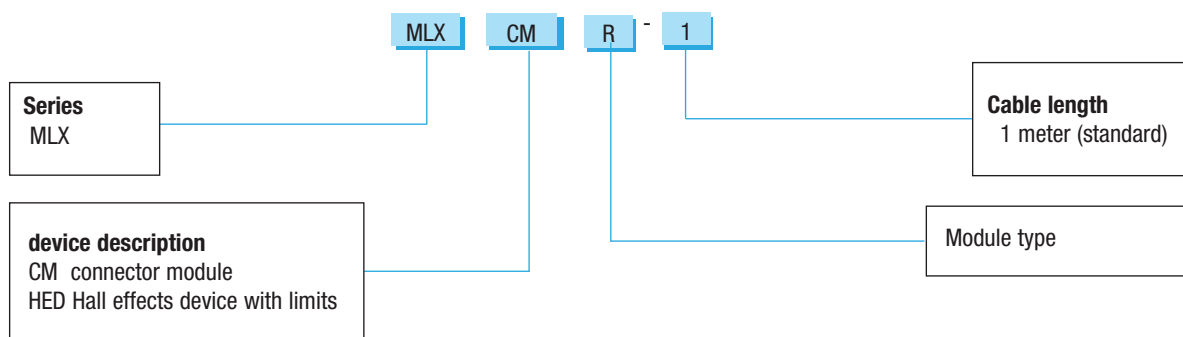 MLX CM R - 1
Series
MLX
Cable length
1 meter (standard)
device description
CM connector module
HED Hall effects device with limits
Module type